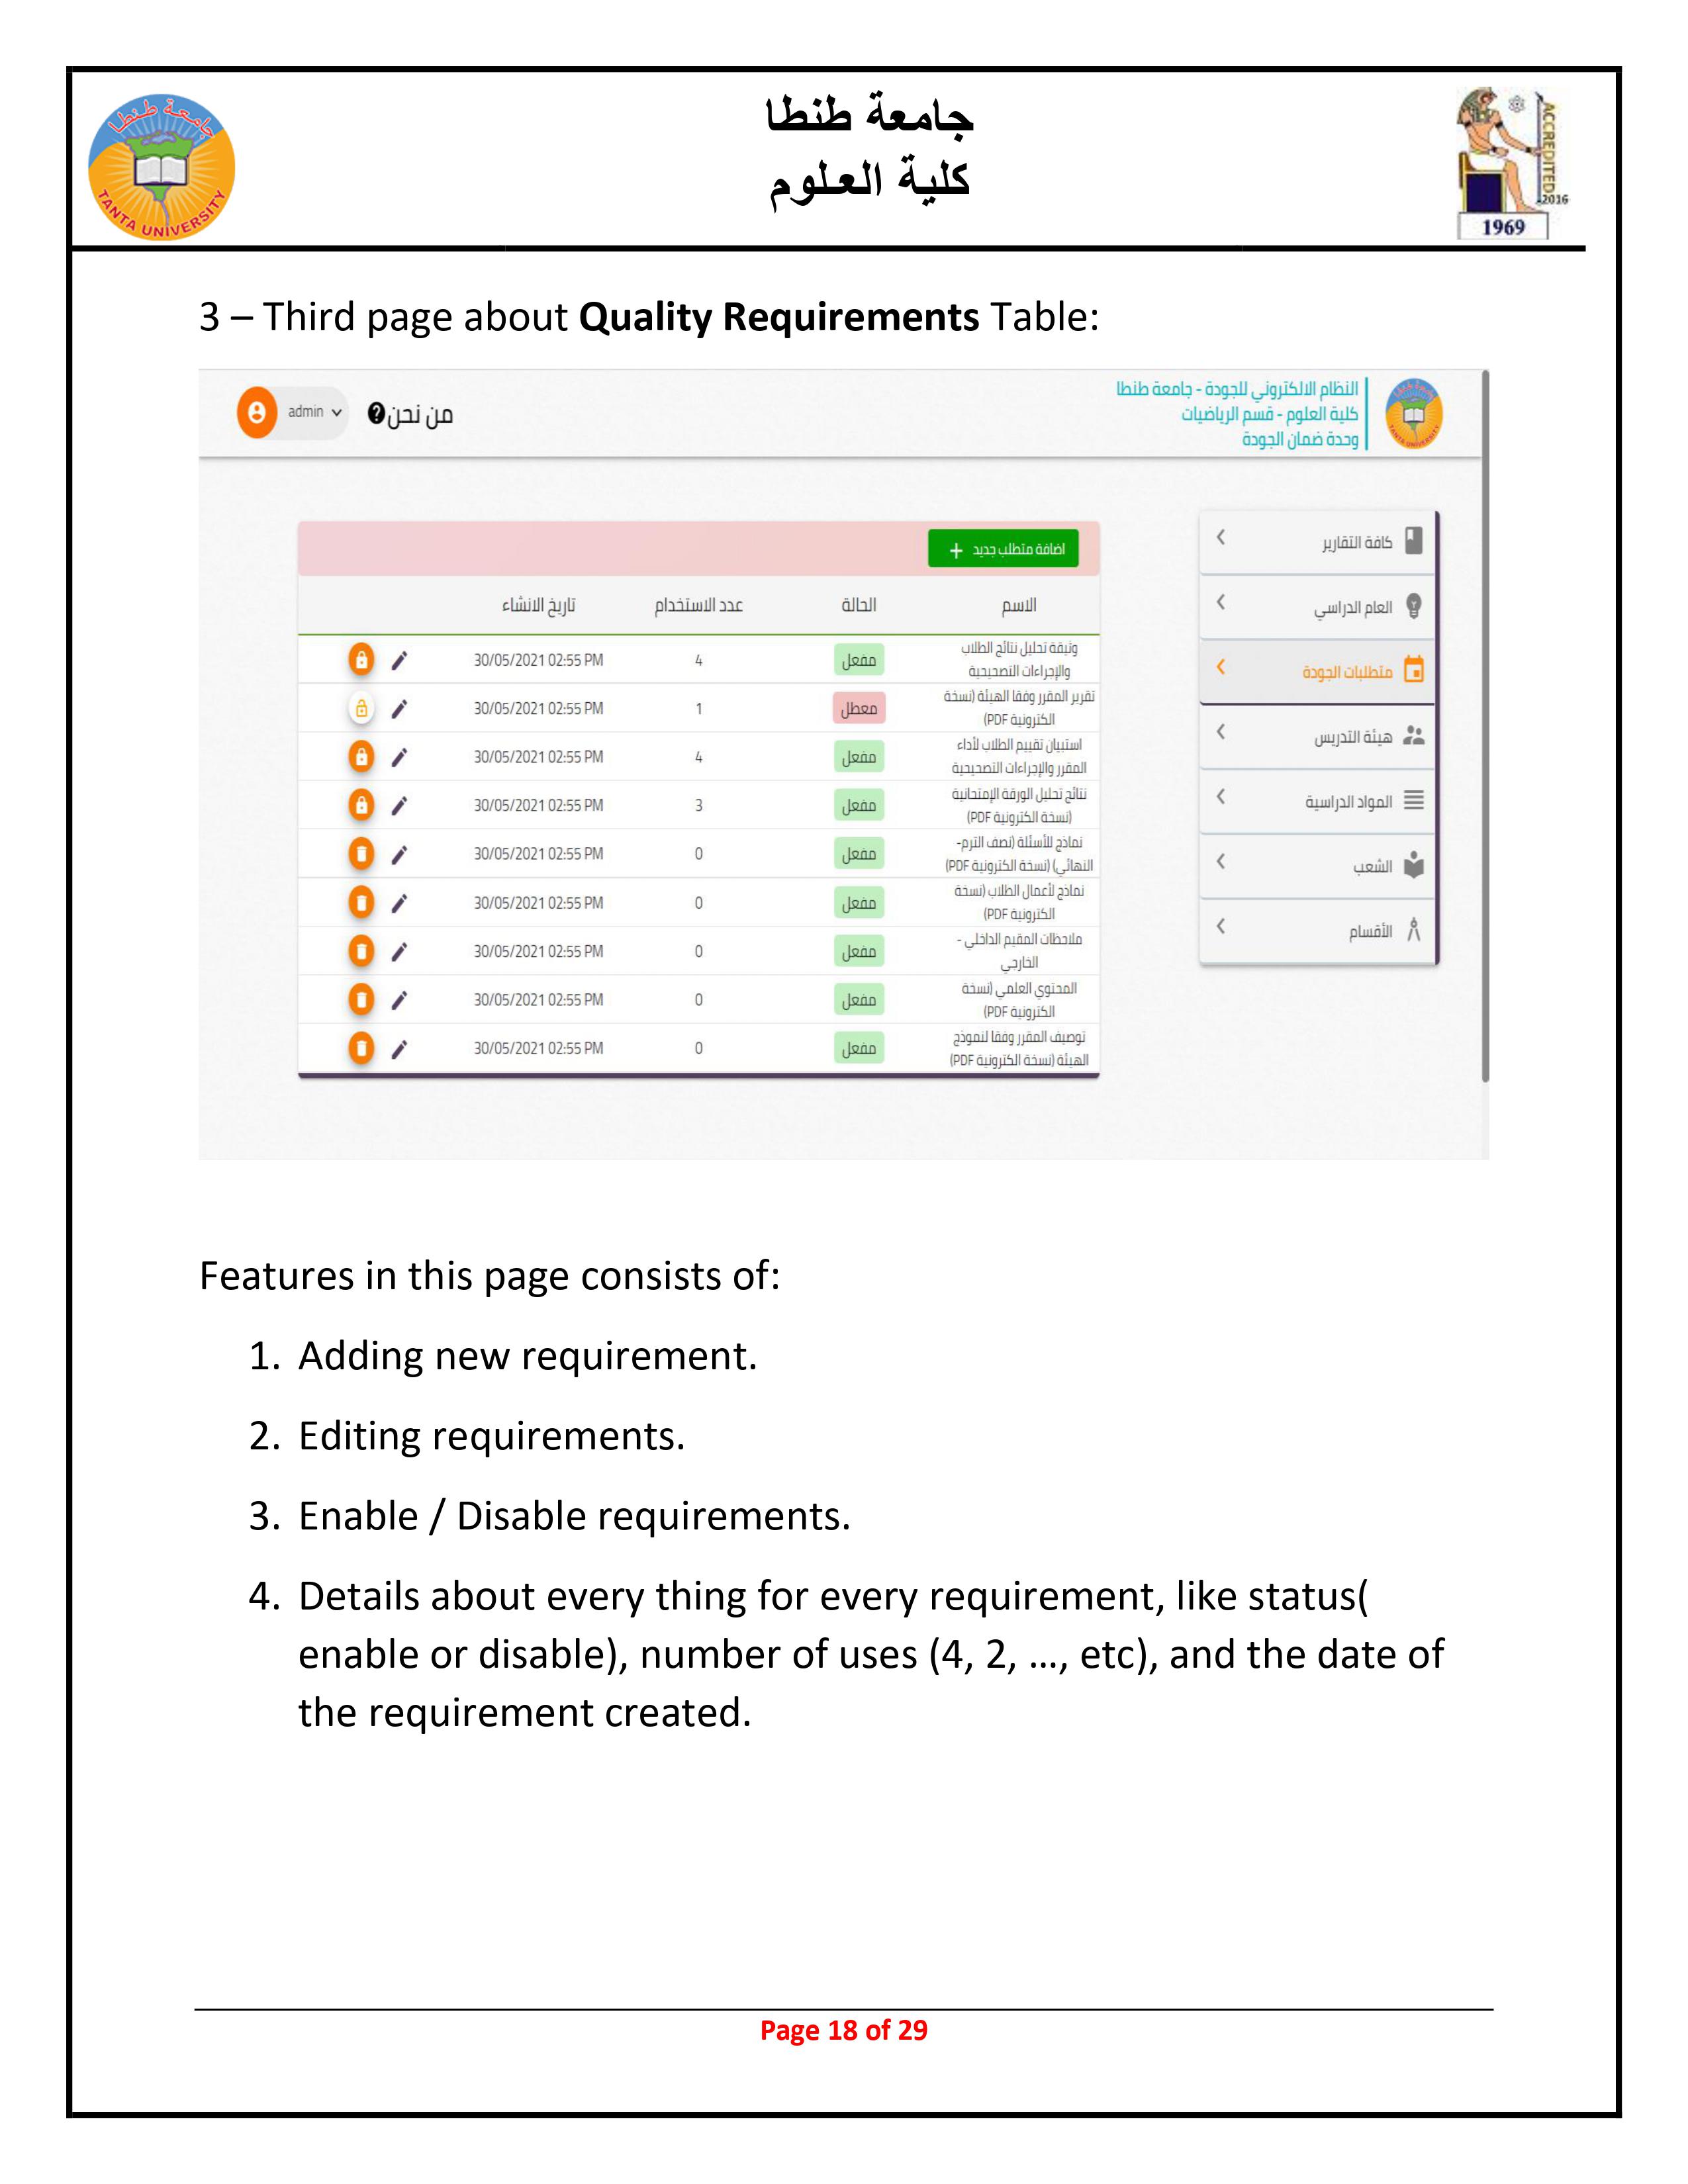 جامعة طنطا
TANTA UNIVERSITY
جامعة طنطا
كلية العلوم
ACCREDITED
2016
1969
3 – Third page about Quality Requirements Table:
النظام الالكتروني للجودة - جامعة طنطا
كلية العلوم - قسم الرياضيات
وحدة ضمان الجودة
من نحن
admin
كافة التقارير
العام الدراسي
متطلبات الجودة
هيئة التدريس
المواد الدراسية
الشعب
الأقسام
اضافة متطلب جديد +
الاسم الحالة عدد الاستخدام تاريخ الانشاء
وثيقة تحليل نتائج الطلاب
والإجراءات التصحيحية
مفعل 4 30/05/2021 02:55 PM
تقرير المقرر وفقا الهيئة (نسخة
الكترونية PDF)
معطل 1 30/05/2021 02:55 PM
استبيان تقييم الطلاب لأداء
المقرر والإجراءات التصحيحية
مفعل 4 30/05/2021 02:55 PM
نتائج تحليل الورقة الإمتحانية
(نسخة الكترونية PDF)
مفعل 3 30/05/2021 02:55 PM
نماذج للأسئلة (نصف الترم-
النهائي) (نسخة الكترونية PDF)
مفعل 0 30/05/2021 02:55 PM
نماذج لأعمال الطلاب (نسخة
الكترونية PDF)
مفعل 0 30/05/2021 02:55 PM
ملاحظات المقيم الداخلي -
الخارجي
مفعل 0 30/05/2021 02:55 PM
المحتوي العلمي (نسخة
الكترونية PDF)
مفعل 0 30/05/2021 02:55 PM
توصيف المقرر وفقا لنموذج
الهيئة (نسخة الكترونية PDF)
مفعل 0 30/05/2021 02:55 PM
Features in this page consists of:
1. Adding new requirement.
2. Editing requirements.
3. Enable / Disable requirements.
4. Details about every thing for every requirement, like status(
enable or disable), number of uses (4, 2, …, etc), and the date of
the requirement created.
Page 18 of 29